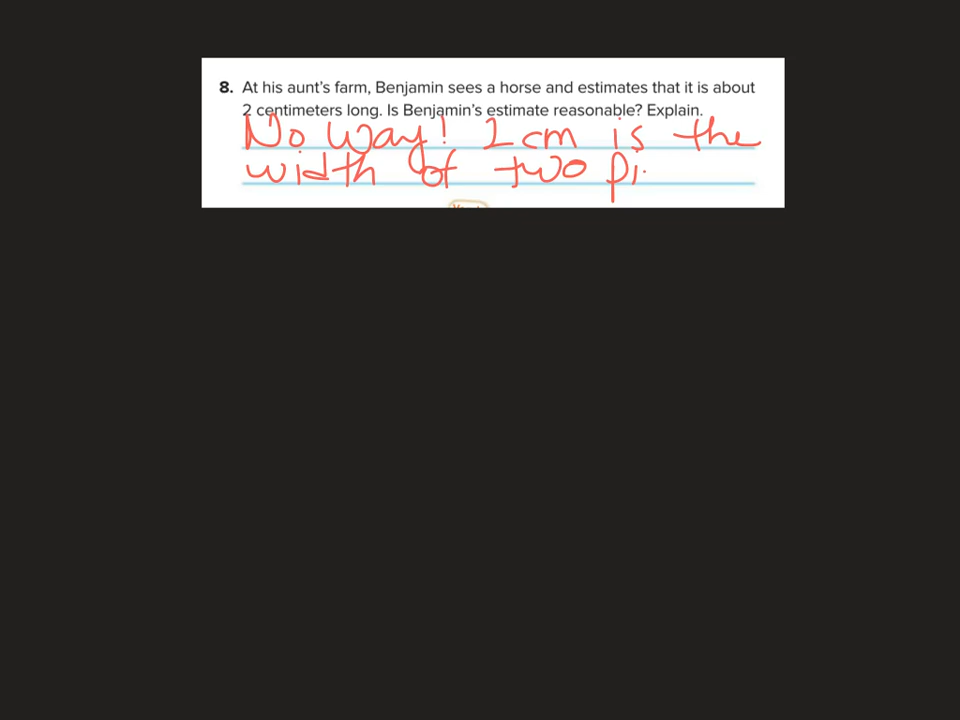 8. At his aunt's farm, Benjamin sees a horse and estimates that it is about
2 centimeters long. Is Benjamin's estimate reasonable? Explain.
No way! 2 cm is the
width of two pi